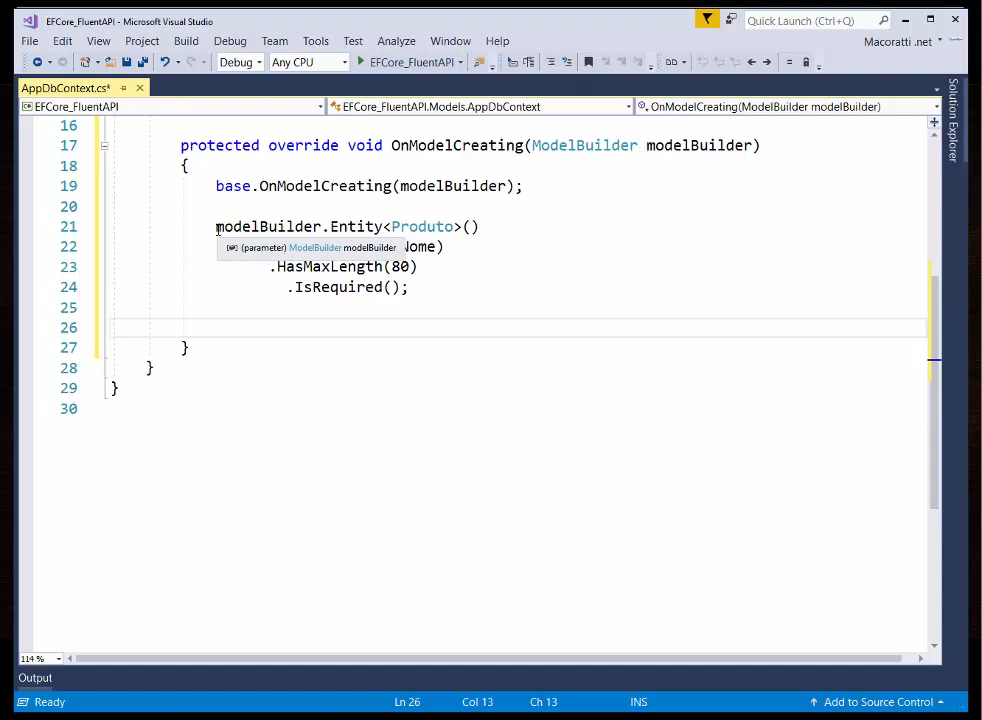 EFCore_FluentAPI - Microsoft Visual Studio
Quick Launch (Ctrl+Q)
File Edit View Project Build Debug Team Tools Test Analyze Window Help
Macoratti .net
Debug Any CPU EFCore_FluentAPI
AppDbContext.cs*
EFCore_FluentAPI EFCore_FluentAPI.Models.AppDbContext OnModelCreating(ModelBuilder modelBuilder)
Solution Explorer
16
17 protected override void OnModelCreating(ModelBuilder modelBuilder)
18 {
19 base.OnModelCreating(modelBuilder);
20
21 modelBuilder.Entity<Produto>()
22 (parameter) ModelBuilder modelBuilder ome)
23 .HasMaxLength(80)
24 .IsRequired();
25
26
27 }
28 }
29 }
30
114 %
Output
Ready Ln 26 Col 13 Ch 13 INS Add to Source Control